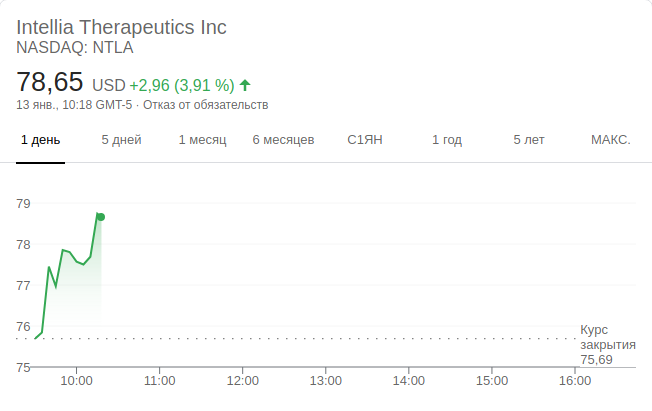 Intellia Therapeutics Inc
NASDAQ: NTLA
78,65 USD +2,96 (3,91 %)
13 янв., 10:18 GMT-5 · Отказ от обязательств
1 день 5 дней 1 месяц 6 месяцев С1ЯН 1 год 5 лет МАКС.
79
78
77
76
75
Курс
закрытия
75,69
10:00 11:00 12:00 13:00 14:00 15:00 16:00